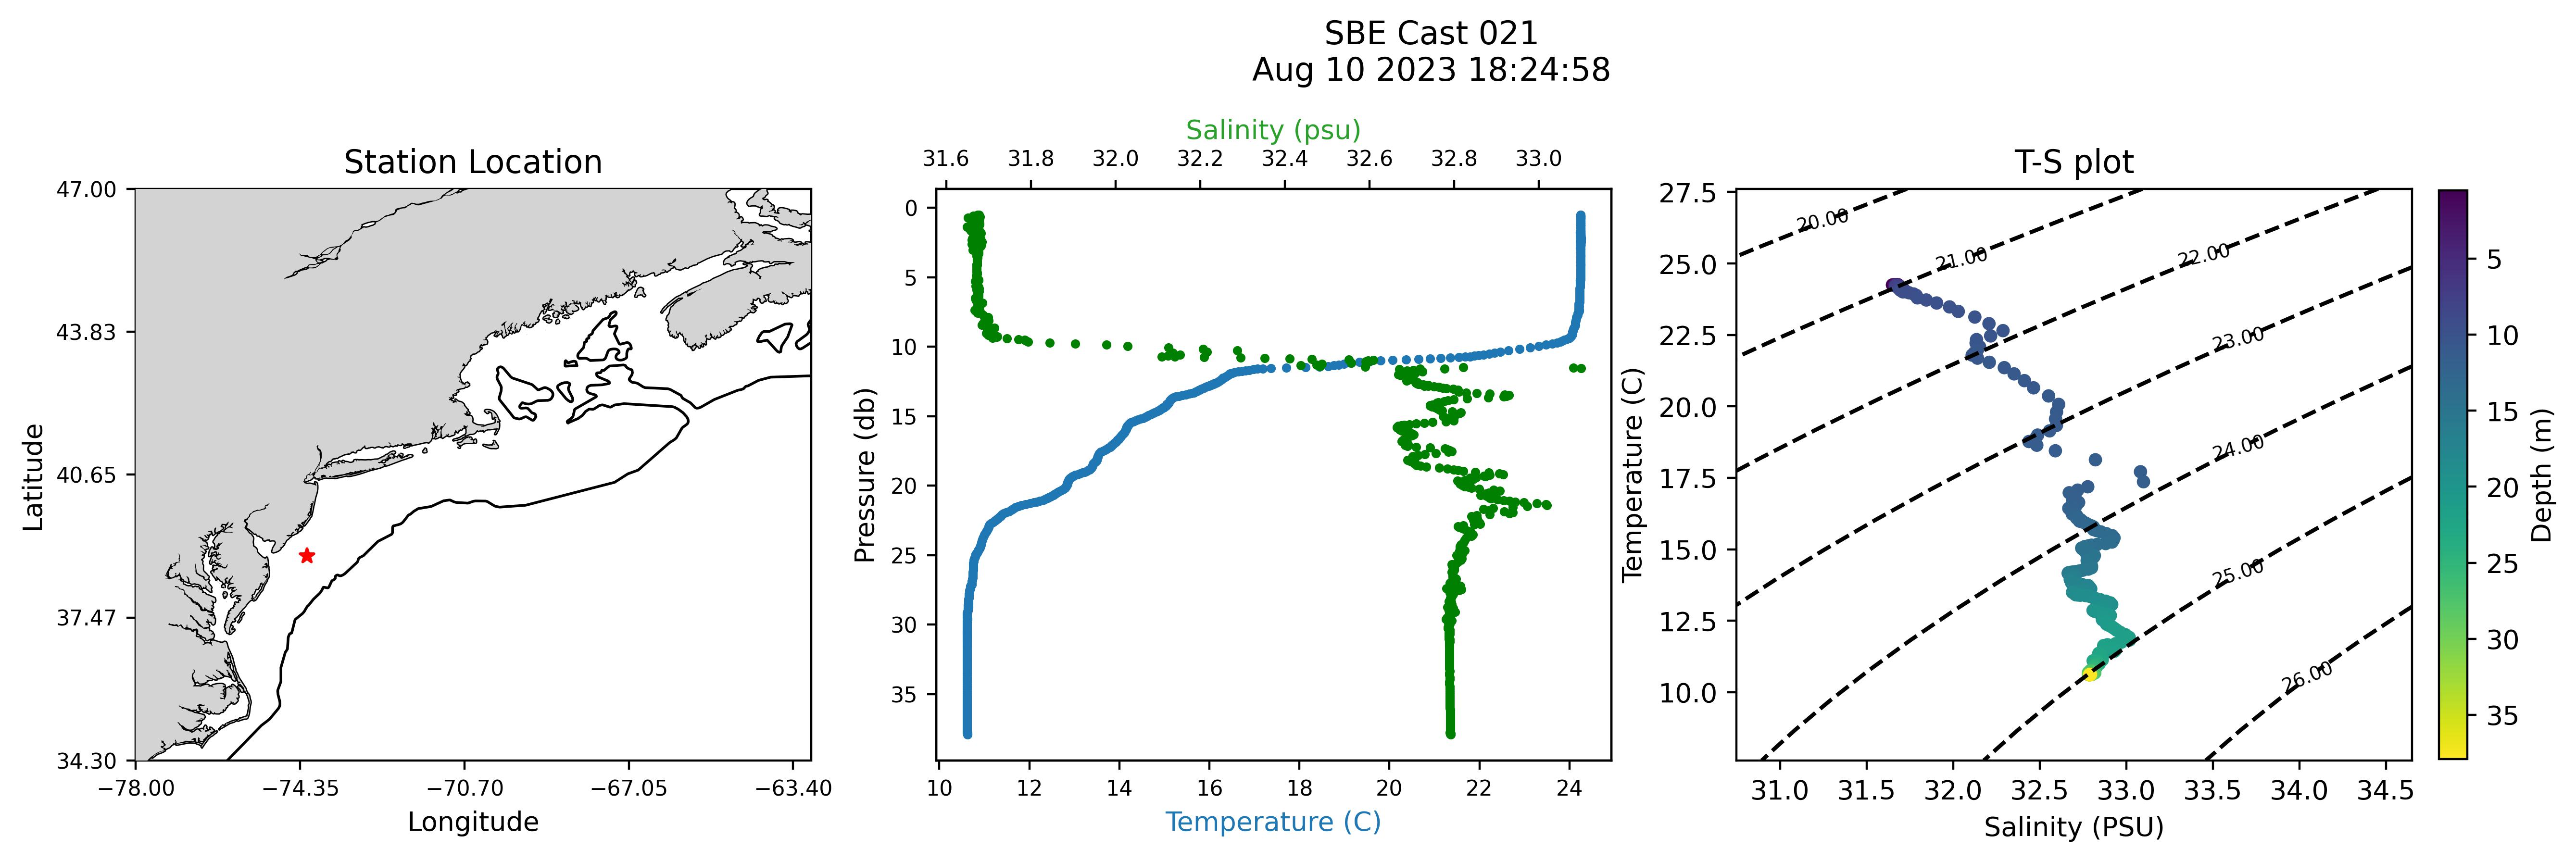 SBE Cast 021
Aug 10 2023 18:24:58
Station Location
47.00
43.83
40.65
37.47
34.30
Latitude
−78.00 −74.35 −70.70 −67.05 −63.40
Longitude
Salinity (psu)
31.6 31.8 32.0 32.2 32.4 32.6 32.8 33.0
0
5
10
15
20
25
30
35
Pressure (db)
10 12 14 16 18 20 22 24
Temperature (C)
T-S plot
27.5
25.0
22.5
20.0
17.5
15.0
12.5
10.0
Temperature (C)
20.00
21.00
22.00
23.00
24.00
25.00
26.00
31.0 31.5 32.0 32.5 33.0 33.5 34.0 34.5
Salinity (PSU)
5
10
15
20
25
30
35
Depth (m)